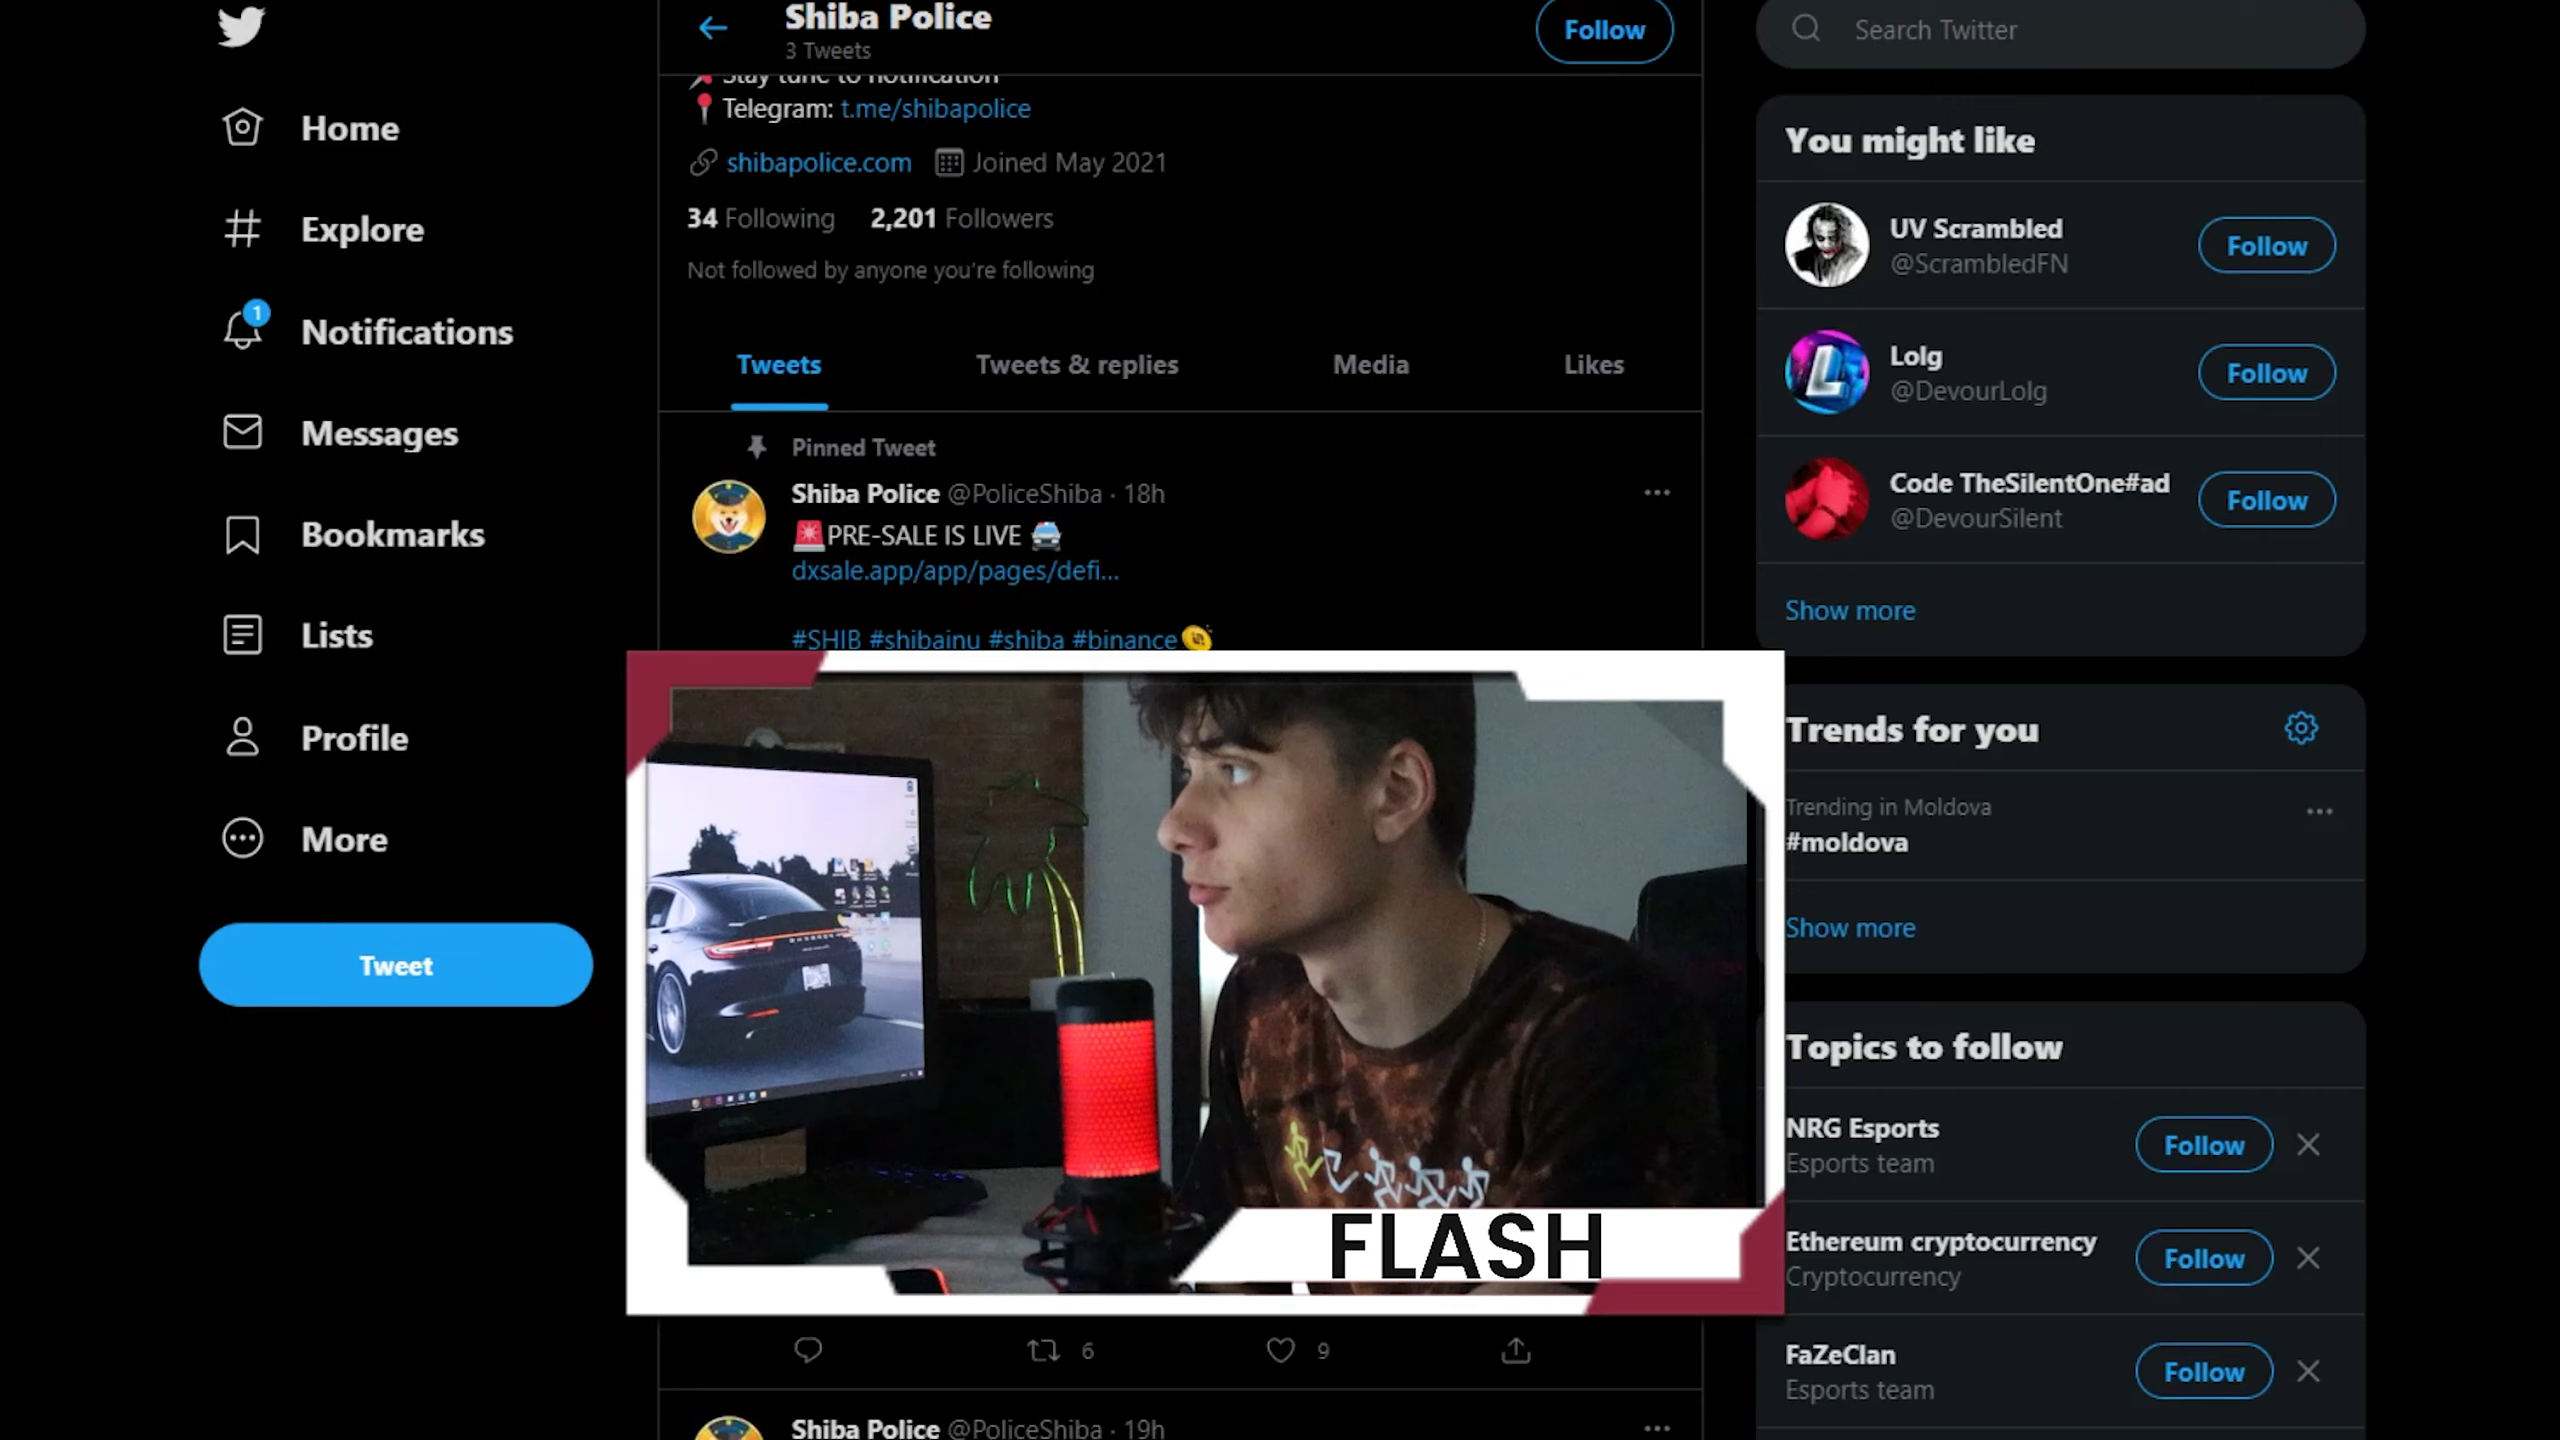 Shiba Police
3 Tweets
Follow
Search Twitter
Stay tune to notification
Telegram: t.me/shibapolice
shibapolice.com Joined May 2021
34 Following 2,201 Followers
Not followed by anyone you're following
Tweets Tweets & replies Media Likes
Pinned Tweet
Shiba Police @PoliceShiba · 18h
PRE-SALE IS LIVE
dxsale.app/app/pages/defi...
#SHIB #shibainu #shiba #binance
FLASH
6 9
Shiba Police @PoliceShiba · 19h
Home
Explore
1
Notifications
Messages
Bookmarks
Lists
Profile
More
Tweet
You might like
UV Scrambled
@ScrambledFN
Follow
Lolg
@DevourLolg
Follow
Code TheSilentOne#ad
@DevourSilent
Follow
Show more
Trends for you
Trending in Moldova
#moldova
Show more
Topics to follow
NRG Esports
Esports team
Follow
Ethereum cryptocurrency
Cryptocurrency
Follow
FaZeClan
Esports team
Follow